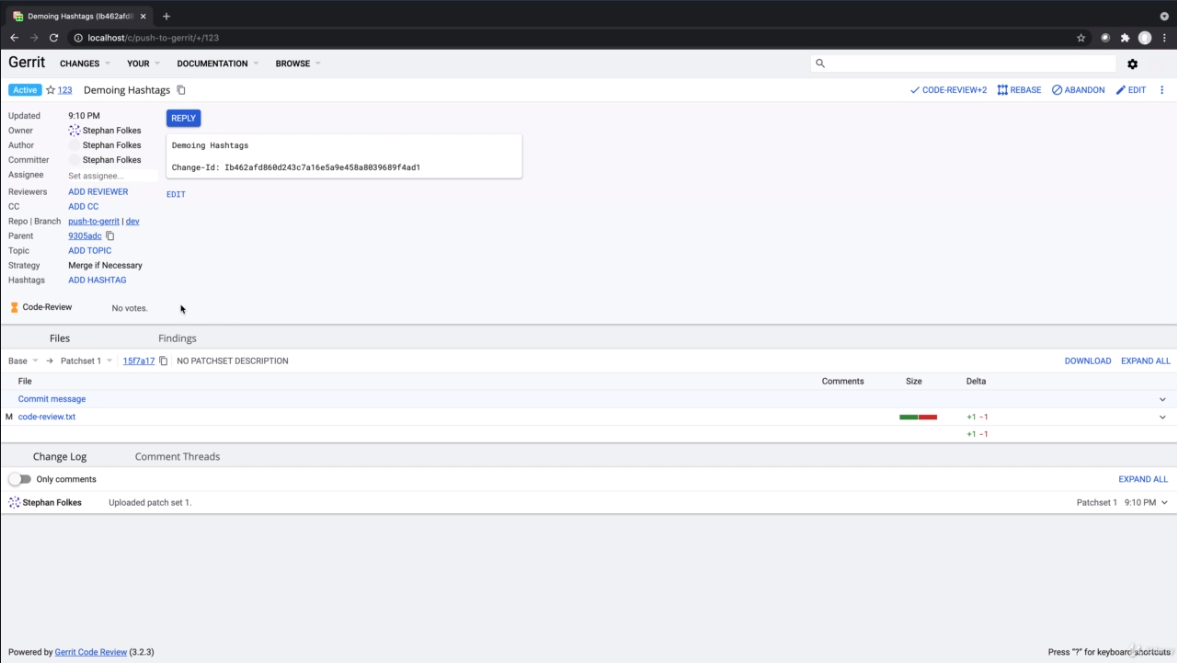 Demoing Hashtags (Ib462afd8
localhost/c/push-to-gerrit/+/123
Gerrit CHANGES YOUR DOCUMENTATION BROWSE
Active 123 Demoing Hashtags CODE-REVIEW+2 REBASE ABANDON EDIT
Updated 9:10 PM REPLY
Owner Stephan Folkes
Author Stephan Folkes
Committer Stephan Folkes
Assignee Set assignee...
Reviewers ADD REVIEWER
CC ADD CC
Repo | Branch push-to-gerrit | dev
Parent 9305adc
Topic ADD TOPIC
Strategy Merge if Necessary
Hashtags ADD HASHTAG
Demoing Hashtags
Change-Id: Ib462afd860d243c7a16e5a9e458a8039689f4ad1
EDIT
Code-Review No votes.
Files Findings
Base → Patchset 1 15f7a17 NO PATCHSET DESCRIPTION DOWNLOAD EXPAND ALL
File Comments Size Delta
Commit message
M code-review.txt +1 −1
+1 −1
Change Log Comment Threads
Only comments EXPAND ALL
Stephan Folkes Uploaded patch set 1. Patchset 1 9:10 PM
Powered by Gerrit Code Review (3.2.3) Press "?" for keyboard shortcuts